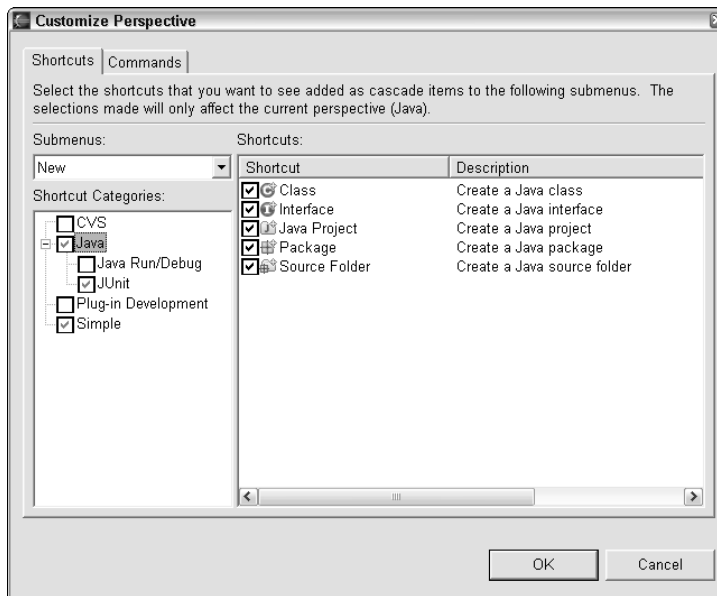 Customize Perspective
Shortcuts Commands
Select the shortcuts that you want to see added as cascade items to the following submenus. The
selections made will only affect the current perspective (Java).
Submenus: Shortcuts:
New Shortcut Description
Shortcut Categories:
Class Create a Java class
Interface Create a Java interface
Java Project Create a Java project
Package Create a Java package
Source Folder Create a Java source folder
CVS
Java
Java Run/Debug
JUnit
Plug-in Development
Simple
OK Cancel